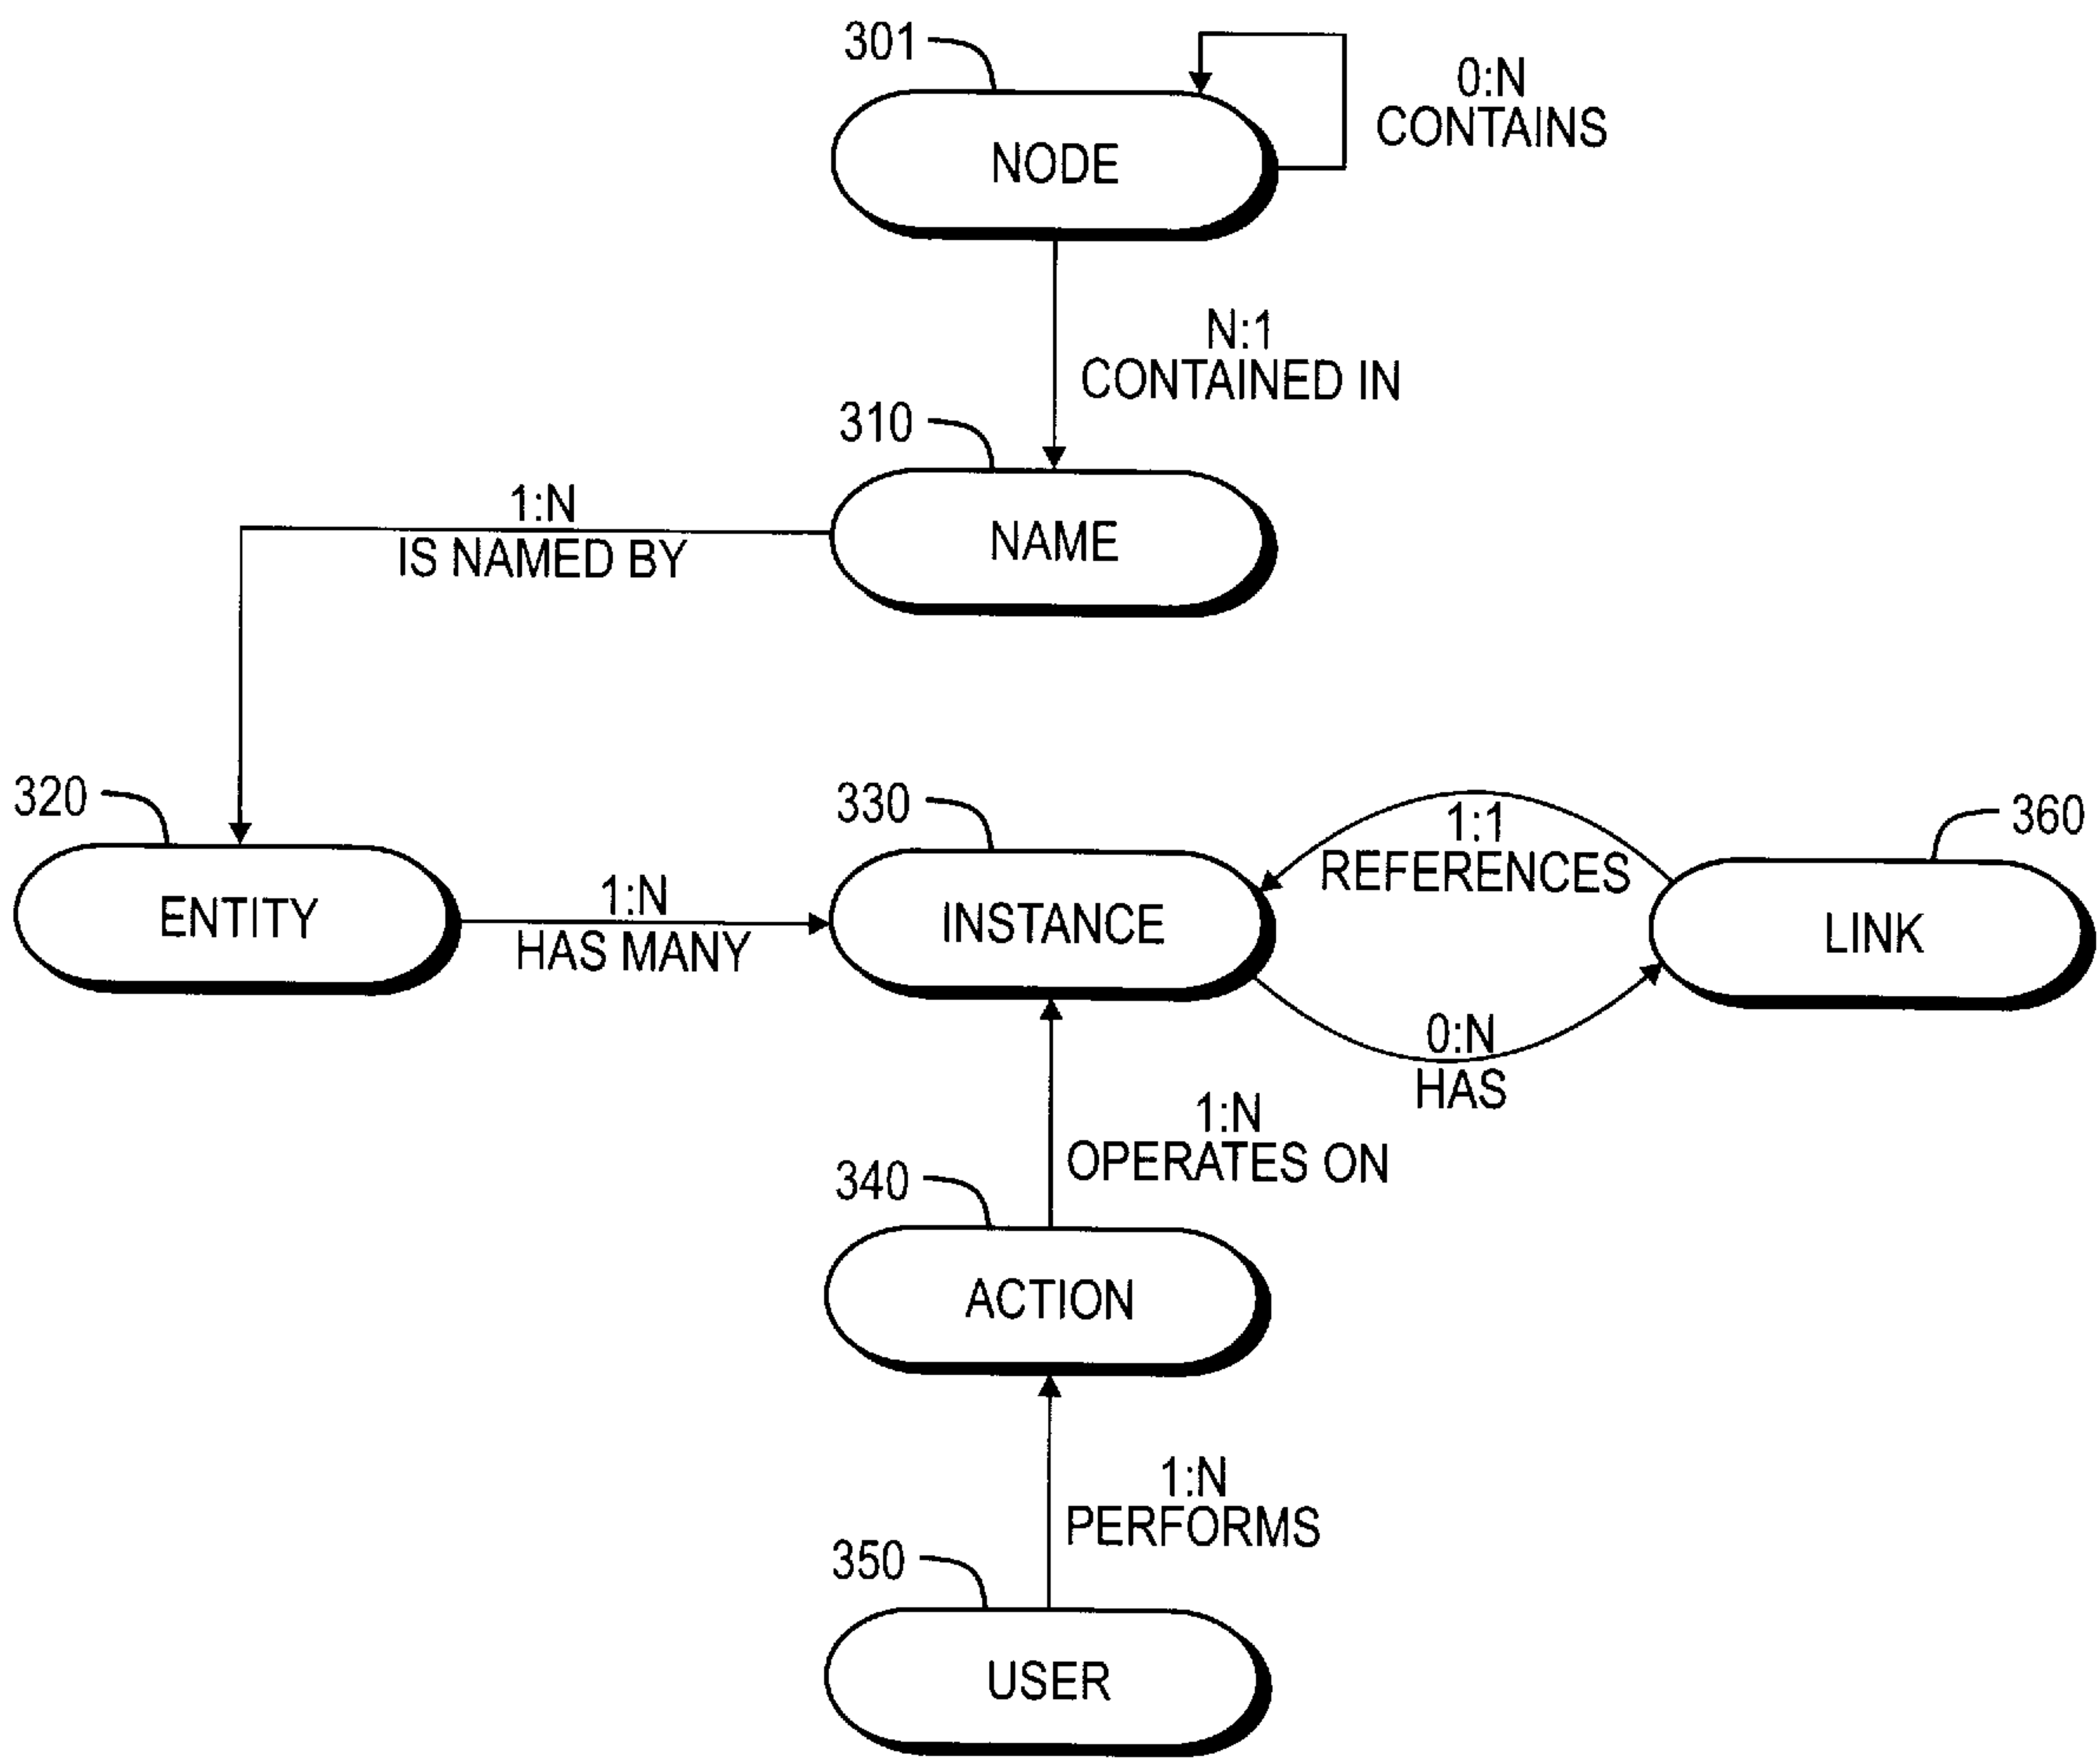 301
0:N
CONTAINS
NODE
N:1
CONTAINED IN
310
1:N
IS NAMED BY
NAME
320
330
1:1
REFERENCES
360
ENTITY
1:N
HAS MANY
INSTANCE
LINK
0:N
HAS
1:N
OPERATES ON
340
ACTION
1:N
PERFORMS
350
USER